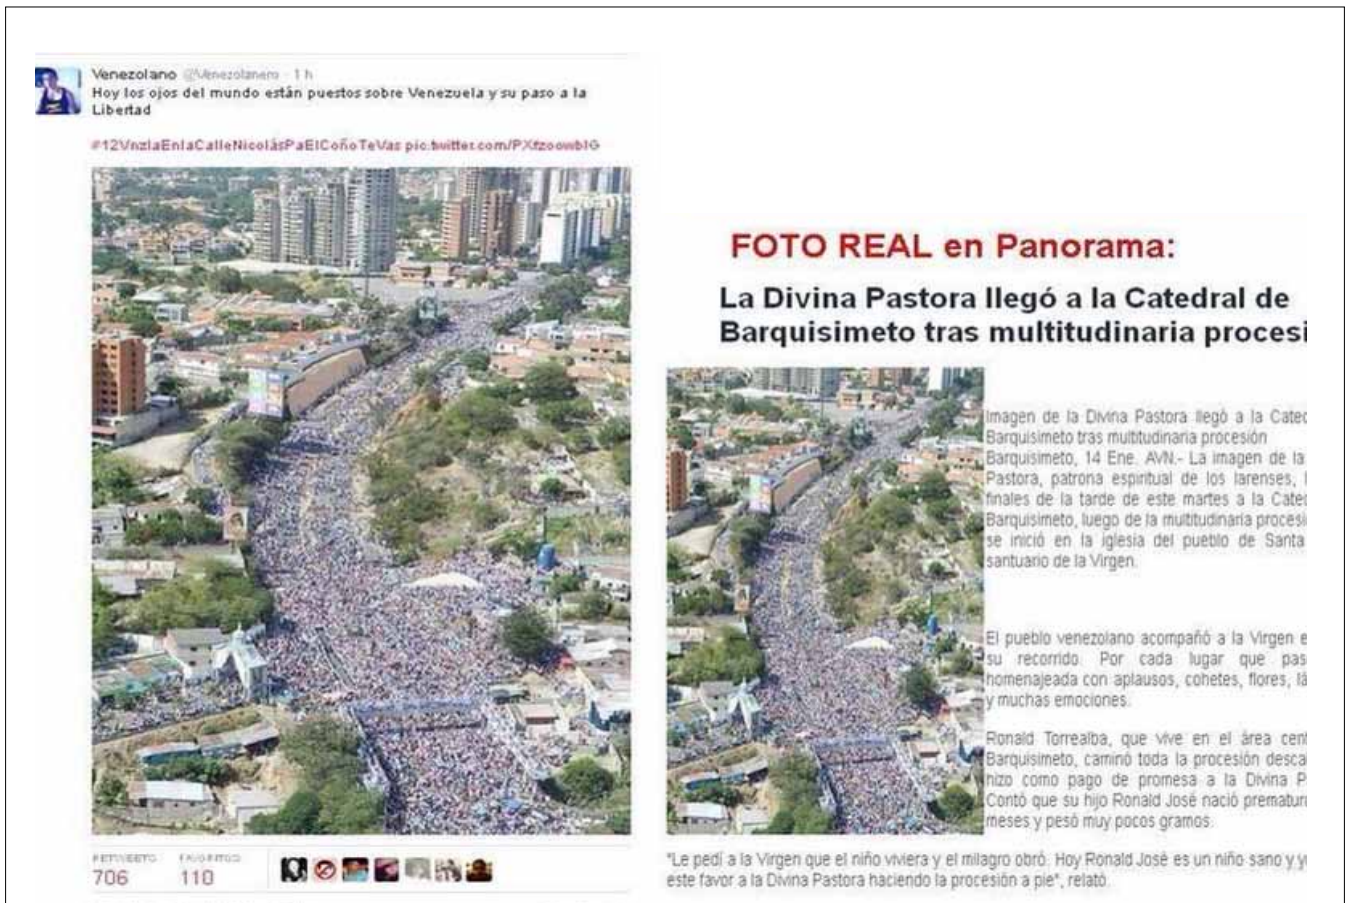 Venezolano @Venezolanero · 1 h
Hoy los ojos del mundo están puestos sobre Venezuela y su paso a la
Libertad
#12VnzlaEnlaCalleNicolásPaElCoñoTeVas pic.twitter.com/
RETWEETS FAVORITOS
706 110
FOTO REAL en Panorama:
La Divina Pastora llegó a la Catedral de
Barquisimeto tras multitudinaria procesi
Imagen de la Divina Pastora llegó a la Cated
Barquisimeto tras multitudinaria procesión
Barquisimeto, 14 Ene. AVN.- La imagen de la
Pastora, patrona espiritual de los larenses, l
finales de la tarde de este martes a la Cated
Barquisimeto, luego de la multitudinaria procesi
se inició en la iglesia del pueblo de Santa
santuario de la Virgen.
El pueblo venezolano acompañó a la Virgen e
su recorrido. Por cada lugar que pas
homenajeada con aplausos, cohetes, flores, lá
y muchas emociones.
Ronald Torrealba, que vive en el área cent
Barquisimeto, caminó toda la procesión desca
hizo como pago de promesa a la Divina P
Contó que su hijo Ronald José nació prematur
meses y pesó muy pocos gramos.
"Le pedí a la Virgen que el niño viviera y el milagro obró. Hoy Ronald José es un niño sano y y
este favor a la Divina Pastora haciendo la procesión a pie", relató.